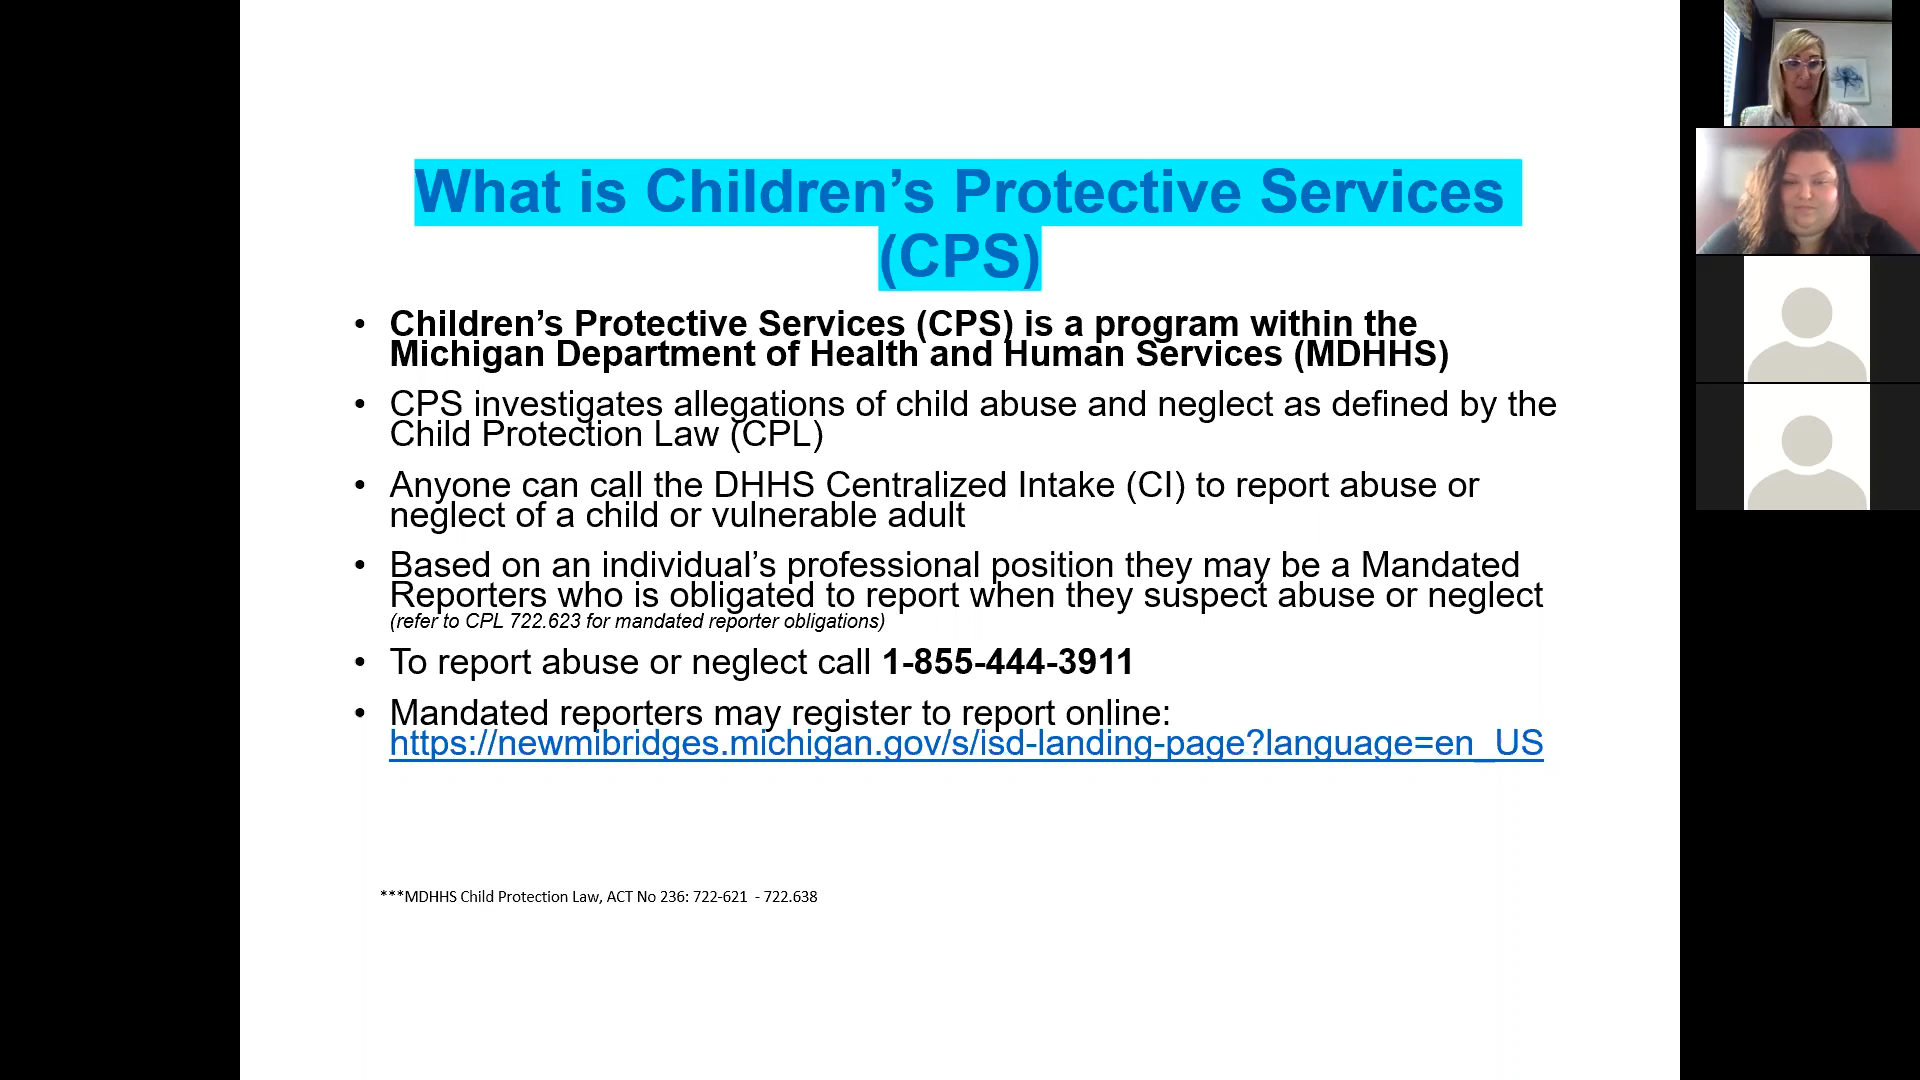 What is Children’s Protective Services
(CPS)
• Children’s Protective Services (CPS) is a program within the
Michigan Department of Health and Human Services (MDHHS)
• CPS investigates allegations of child abuse and neglect as defined by the
Child Protection Law (CPL)
• Anyone can call the DHHS Centralized Intake (CI) to report abuse or
neglect of a child or vulnerable adult
• Based on an individual’s professional position they may be a Mandated
Reporters who is obligated to report when they suspect abuse or neglect
(refer to CPL 722.623 for mandated reporter obligations)
• To report abuse or neglect call 1-855-444-3911
• Mandated reporters may register to report online:
https://newmibridges.michigan.gov/s/isd-landing-page?language=en_US
***MDHHS Child Protection Law, ACT No 236: 722-621 - 722.638